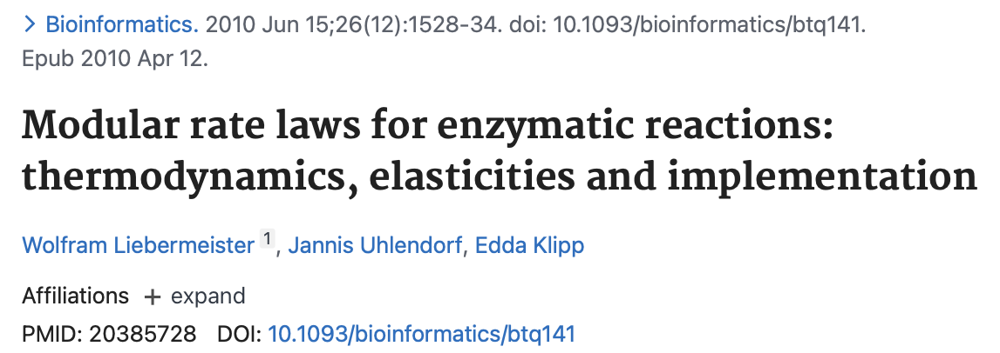 > Bioinformatics. 2010 Jun 15;26(12):1528-34. doi: 10.1093/bioinformatics/btq141.
Epub 2010 Apr 12.
Modular rate laws for enzymatic reactions:
thermodynamics, elasticities and implementation
Wolfram Liebermeister 1, Jannis Uhlendorf, Edda Klipp
Affiliations + expand
PMID: 20385728 DOI: 10.1093/bioinformatics/btq141